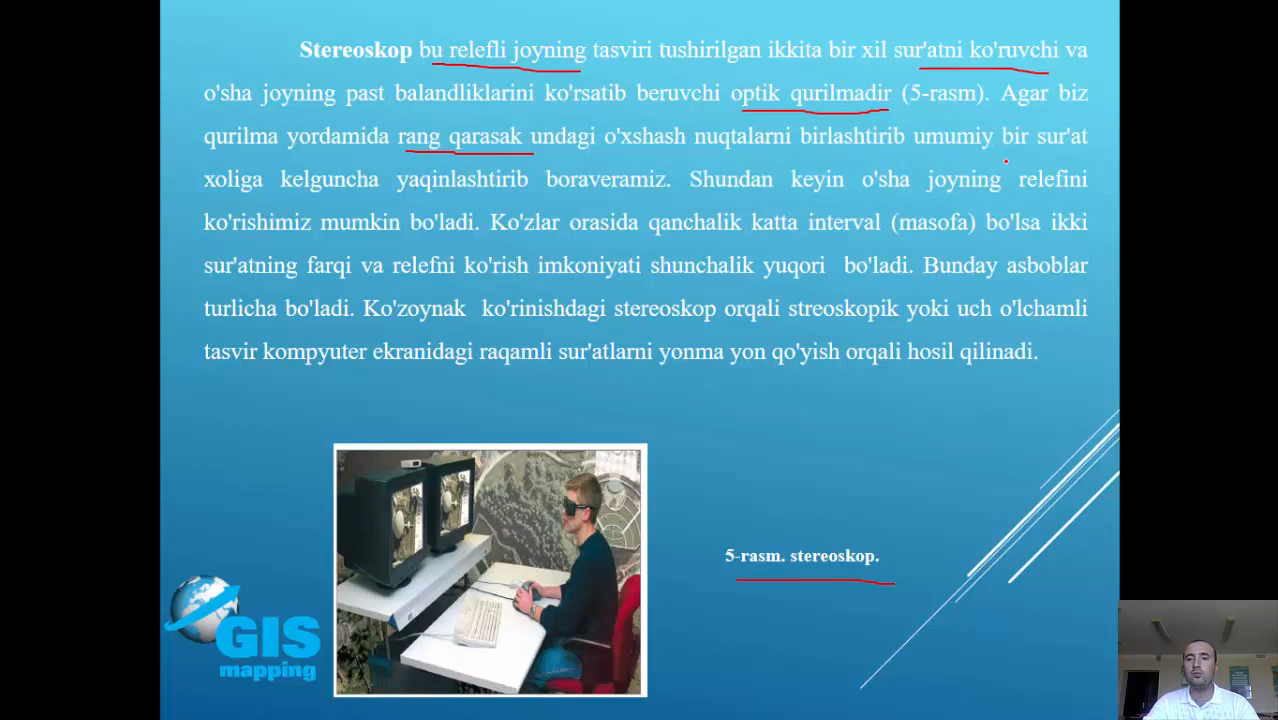 Stereoskop bu relefli joyning tasviri tushirilgan ikkita bir xil sur'atni ko'ruvchi va
o'sha joyning past balandliklarini ko'rsatib beruvchi optik qurilmadir (5-rasm). Agar biz
qurilma yordamida rang qarasak undagi o'xshash nuqtalarni birlashtirib umumiy bir sur'at
xoliga kelguncha yaqinlashtirib boraveramiz. Shundan keyin o'sha joyning relefini
ko'rishimiz mumkin bo'ladi. Ko'zlar orasida qanchalik katta interval (masofa) bo'lsa ikki
sur'atning farqi va relefni ko'rish imkoniyati shunchalik yuqori bo'ladi. Bunday asboblar
turlicha bo'ladi. Ko'zoynak ko'rinishdagi stereoskop orqali streoskopik yoki uch o'lchamli
tasvir kompyuter ekranidagi raqamli sur'atlarni yonma yon qo'yish orqali hosil qilinadi.
5-rasm. stereoskop.
GIS
mapping